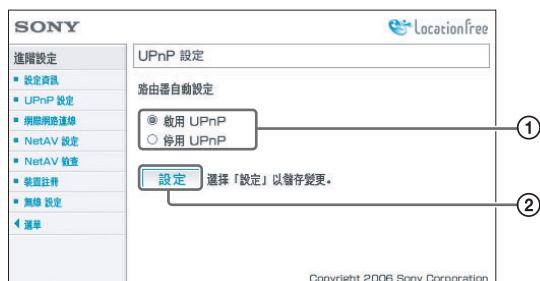 SONY
LocationFree
進階設定
設定資訊
UPnP 設定
網際網路連線
NetAV 設定
NetAV 檢查
裝置註冊
無線 設定
選單
UPnP 設定
路由器自動設定
啟用 UPnP
停用 UPnP
1
設定 選擇「設定」以儲存變更。
2
Copyright 2006 Sony Corporation